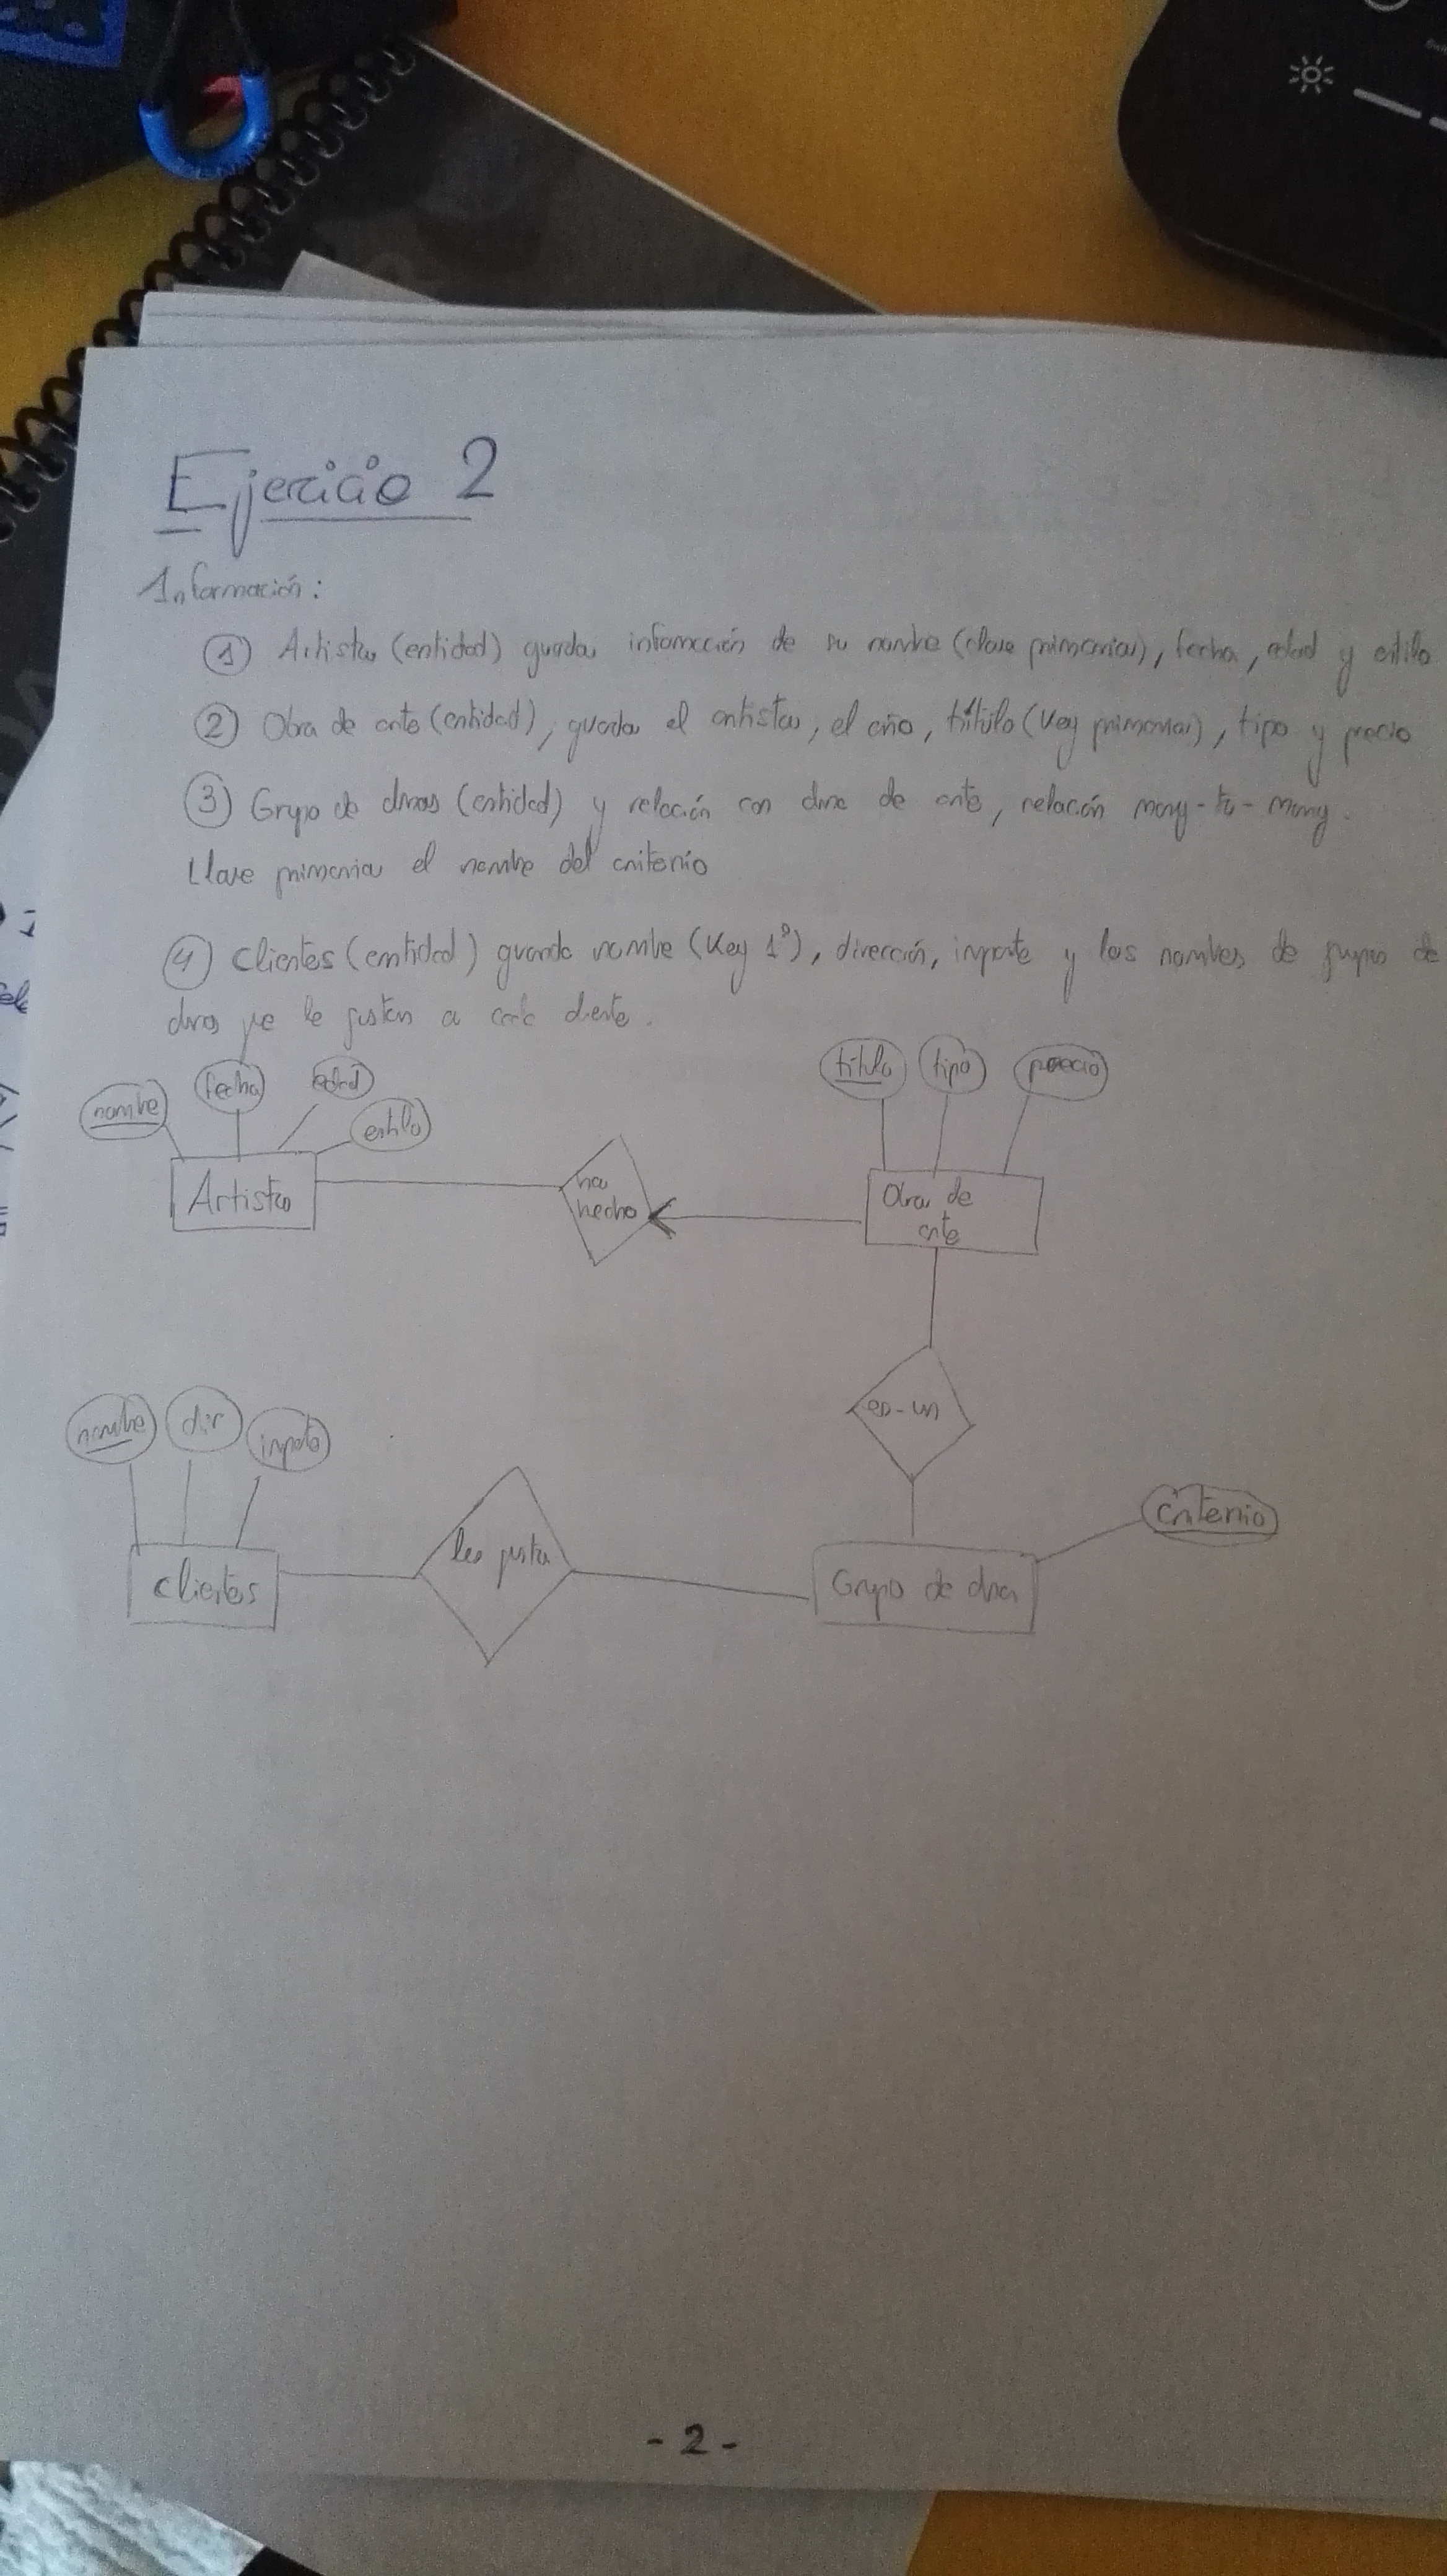 Ejercicio 2
Información:
① Artista (entidad) guarda información de su nombre (clave primaria), fecha, edad y estilo
② Obra de arte (entidad), guarda el artista, el año, título (Key primaria), tipo y precio
③ Grupo de obras (entidad) y relación con obra de arte, relación many-to-many.
Llave primaria el nombre del criterio
④ Clientes (entidad) guarda nombre (Key 1º), dirección, importe y los nombres de grupos de
obras que le gustan a cada cliente.
nombre fecha edad estilo
título tipo precio
Artista
ha
hecho
Obra de
arte
es-un
nombre dir importe
criterio
Clientes
les gusta
Grupo de obras
- 2 -